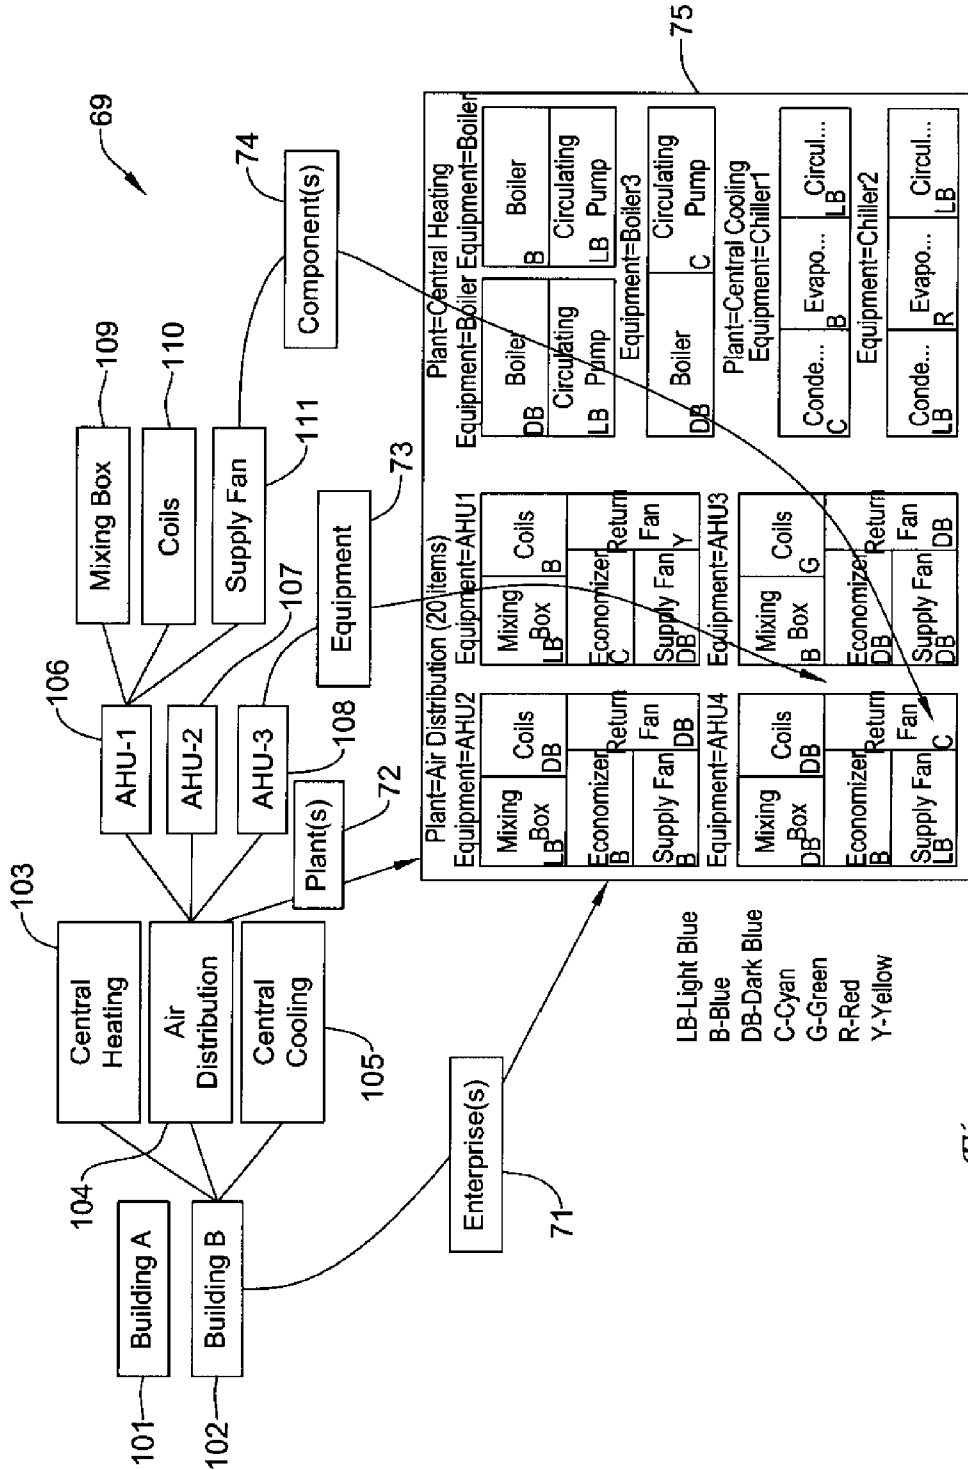 69
101
Building A
102
Building B
103
Central
Heating
104
Air
Distribution
Central
Cooling
105
106
AHU-1
AHU-2
107
AHU-3
108
Mixing Box
109
Coils
110
Supply Fan
111
Enterprise(s)
71
Plant(s)
72
Equipment
73
Component(s)
74
75
Plant=Air Distribution (20 items)
Equipment=AHU2
Mixing
Box
LB
Coils
DB
Economizer
B
Return
Fan
DB
Supply Fan
B
Equipment=AHU1
Mixing
Box
LB
Coils
B
Economizer
C
Return
Fan
Y
Supply Fan
DB
Equipment=AHU4
Mixing
Box
DB
Coils
DB
Economizer
B
Return
Fan
C
Supply Fan
LB
Equipment=AHU3
Mixing
Box
B
Coils
G
Economizer
DB
Return
Fan
DB
Supply Fan
DB
Plant=Central Heating
Equipment=Boiler
Boiler
DB
Circulating
Pump
LB
Equipment=Boiler
Boiler
B
Circulating
Pump
LB
Equipment=Boiler3
Boiler
DB
Circulating
Pump
C
Plant=Central Cooling
Equipment=Chiller1
Conde...
C
Evapo...
B
Circul...
LB
Equipment=Chiller2
Conde...
LB
Evapo...
R
Circul...
LB
LB-Light Blue
B-Blue
DB-Dark Blue
C-Cyan
G-Green
R-Red
Y-Yellow